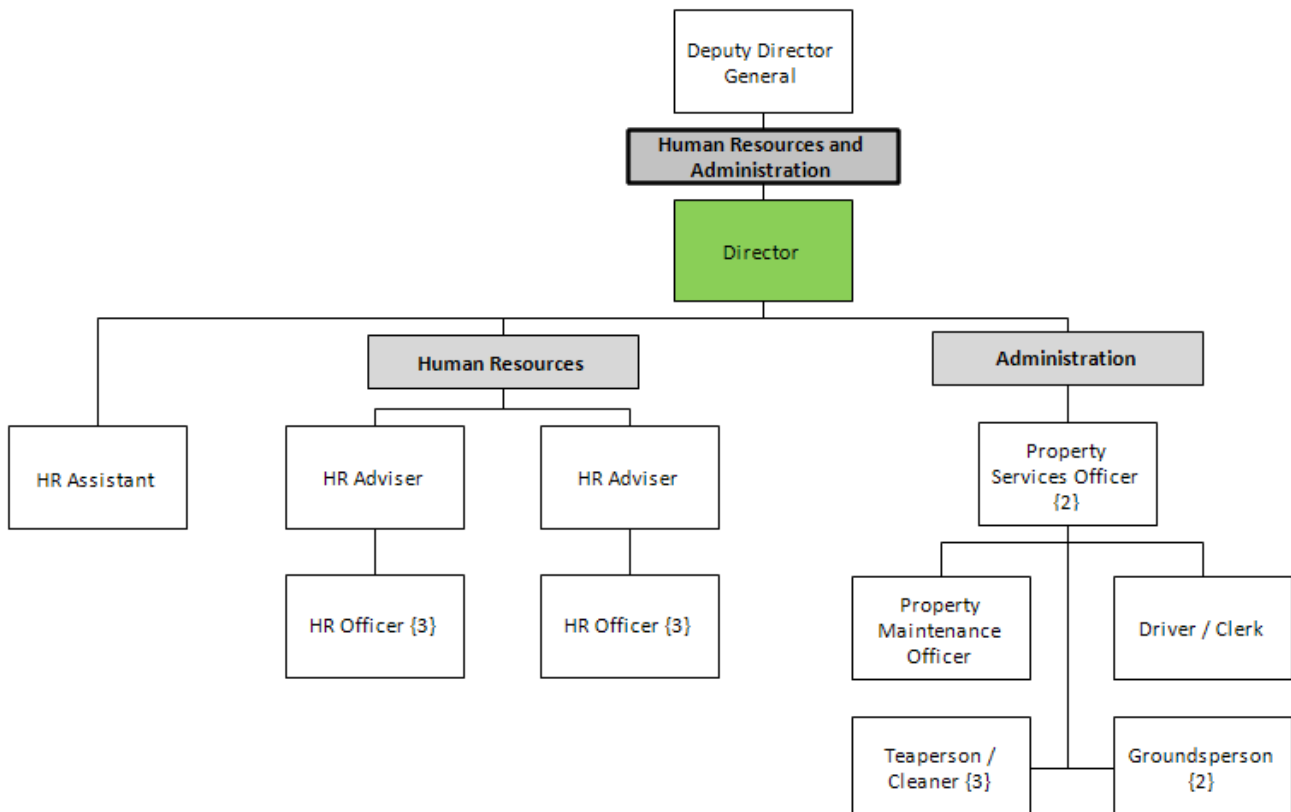 Deputy Director
General
Human Resources and
Administration
Director
Human Resources
Administration
HR Assistant
HR Adviser
HR Adviser
Property
Services Officer
{2}
HR Officer {3}
HR Officer {3}
Property
Maintenance
Officer
Driver / Clerk
Teaperson /
Cleaner {3}
Groundsperson
{2}